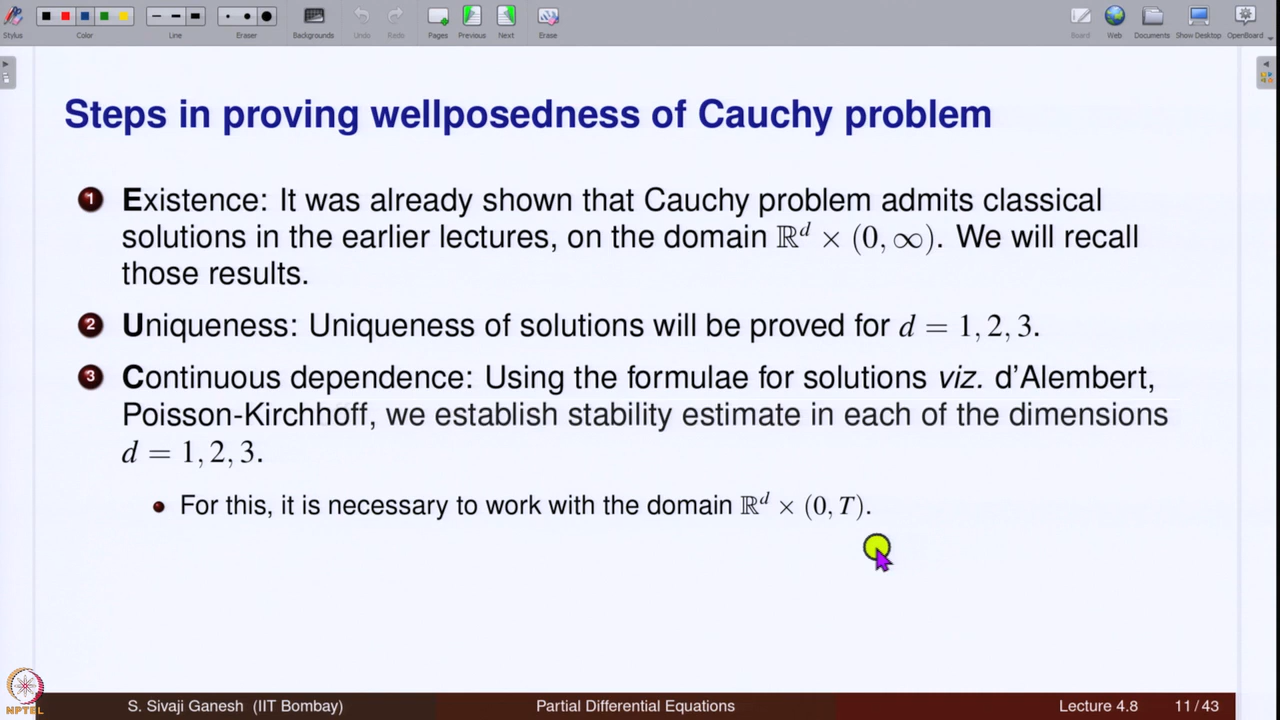 Stylus Color Line Eraser Backgrounds Undo Redo Pages Previous Next Erase Board Web Documents Show Desktop OpenBoard
Steps in proving wellposedness of Cauchy problem
1 Existence: It was already shown that Cauchy problem admits classical
solutions in the earlier lectures, on the domain ℝᵈ × (0, ∞). We will recall
those results.
2 Uniqueness: Uniqueness of solutions will be proved for d = 1, 2, 3.
3 Continuous dependence: Using the formulae for solutions viz. d'Alembert,
Poisson-Kirchhoff, we establish stability estimate in each of the dimensions
d = 1, 2, 3.
• For this, it is necessary to work with the domain ℝᵈ × (0, T).
NPTEL
S. Sivaji Ganesh (IIT Bombay) Partial Differential Equations Lecture 4.8 11 / 43